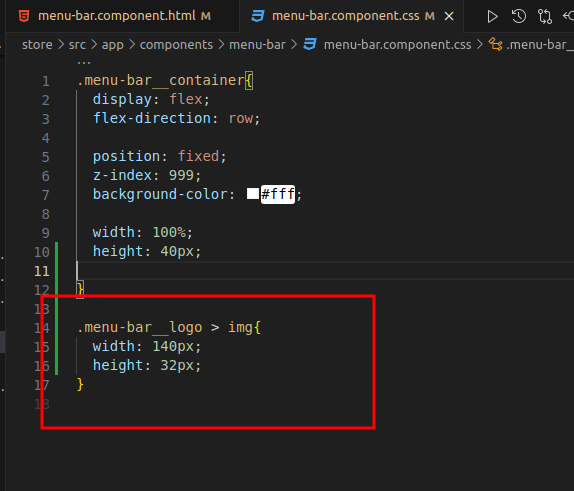 menu-bar.component.html M
menu-bar.component.css M
store > src > app > components > menu-bar > menu-bar.component.css > .menu-bar__
...
1 .menu-bar__container{
2 display: flex;
3 flex-direction: row;
4
5 position: fixed;
6 z-index: 999;
7 background-color: #fff;
8
9 width: 100%;
10 height: 40px;
11
12 }
13
14 .menu-bar__logo > img{
15 width: 140px;
16 height: 32px;
17 }
18